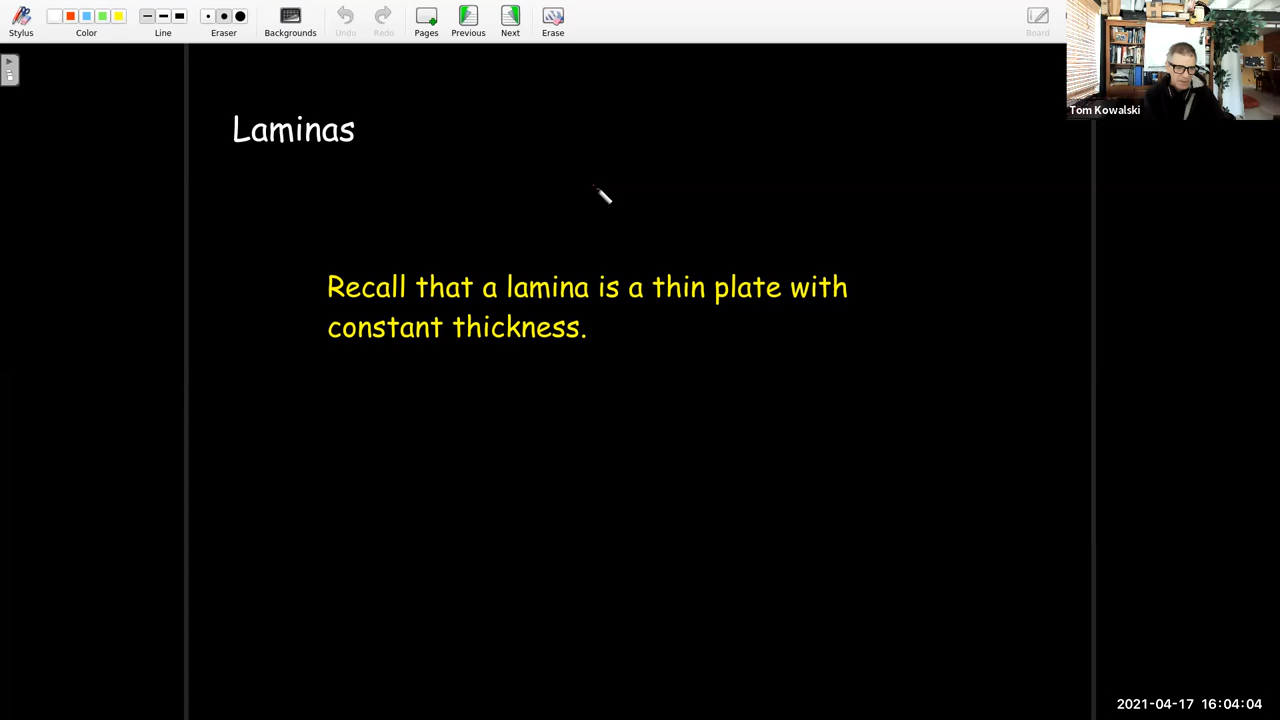 Stylus Color Line Eraser Backgrounds Undo Redo Pages Previous Next Erase Board
Tom Kowalski
Laminas
Recall that a lamina is a thin plate with
constant thickness.
2021-04-17 16:04:04